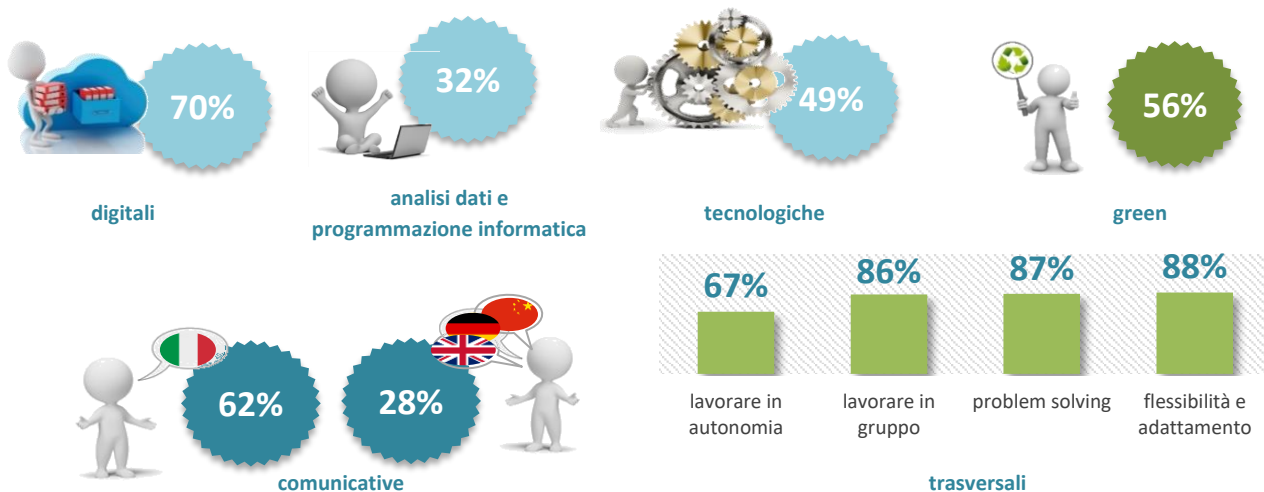 70%
32%
49%
56%
digitali
analisi dati e
programmazione informatica
tecnologiche
green
67%
86%
87%
88%
62%
28%
lavorare in
autonomia
lavorare in
gruppo
problem solving
flessibilità e
adattamento
comunicative
trasversali